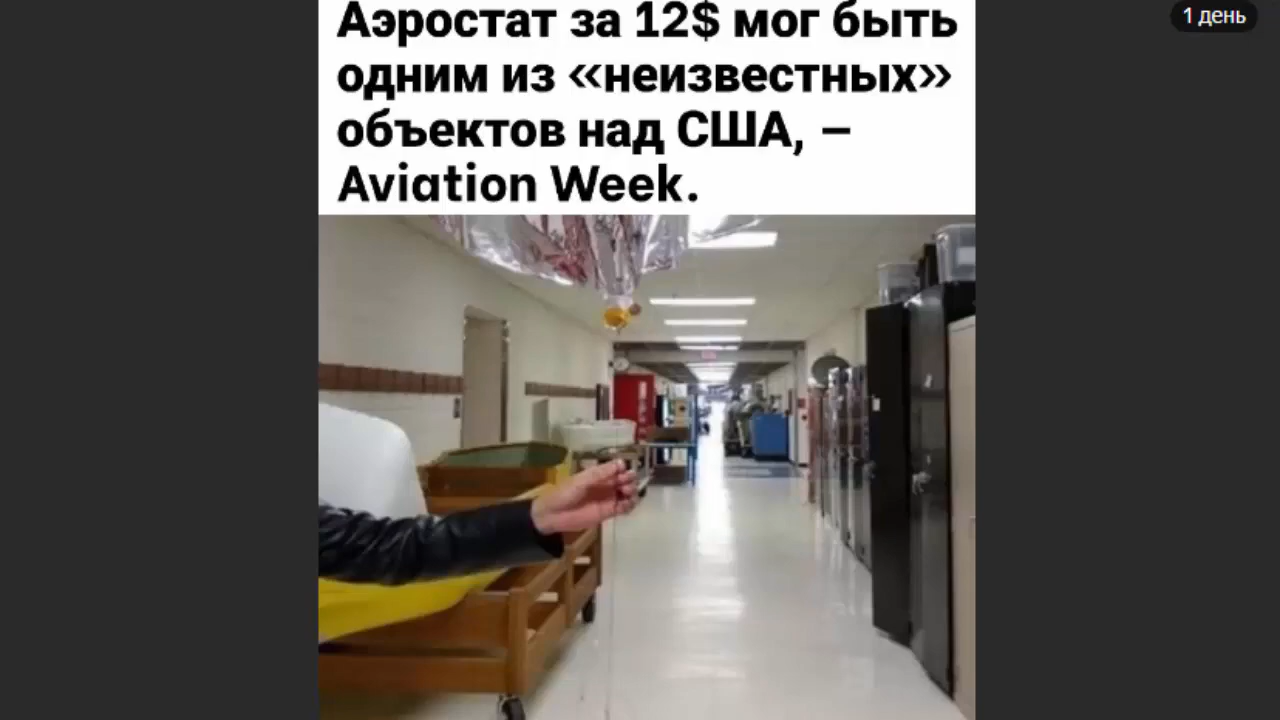 1 день
Аэростат за 12$ мог быть
одним из «неизвестных»
объектов над США, –
Aviation Week.